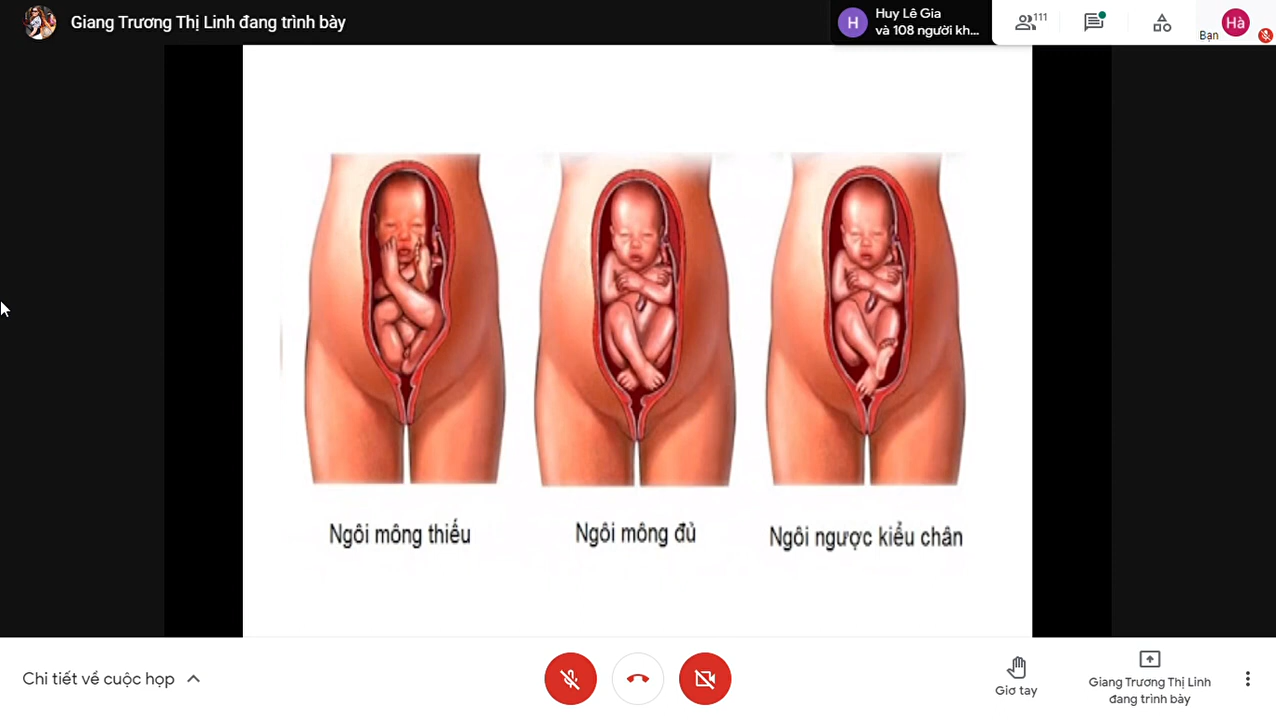 Giang Trương Thị Linh đang trình bày
H
Huy Lê Gia
và 108 người kh...
111
Bạn
Hà
Ngôi mông thiếu
Ngôi mông đủ
Ngôi ngược kiểu chân
Chi tiết về cuộc họp
Giơ tay
Giang Trương Thị Linh
đang trình bày